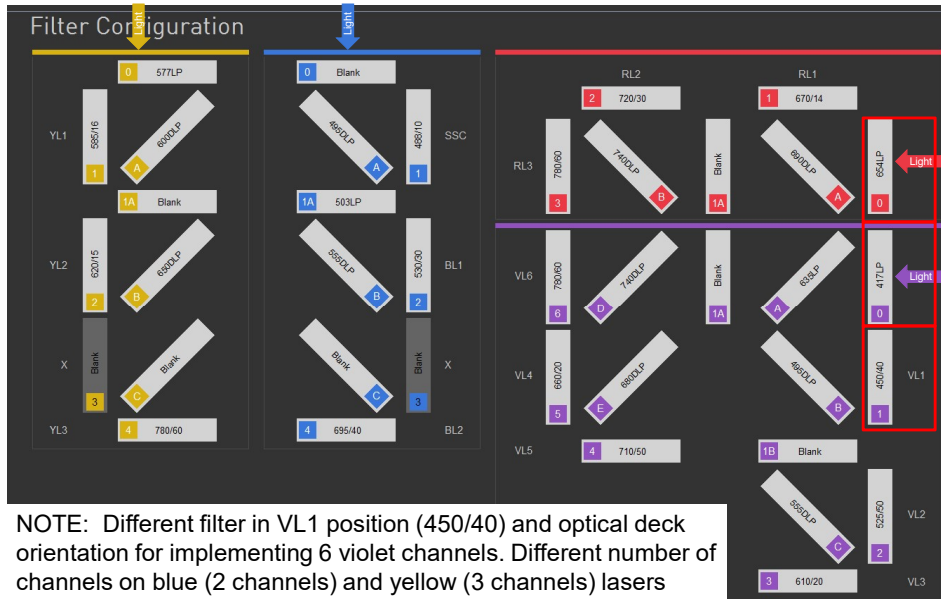 Filter Configuration
Light
Light
0 577LP
YL1
585/16
1
600DLP
A
1A Blank
YL2
620/15
2
650DLP
B
X
Blank
3
Blank
C
YL3
4 780/60
0 Blank
495DLP
A
488/10
1
SSC
1A 503LP
555DLP
B
530/30
2
BL1
Blank
C
Blank
3
X
4 695/40
BL2
RL2
RL1
2 720/30
1 670/14
RL3
780/60
3
740DLP
B
Blank
1A
690DLP
A
654LP
0
Light
VL6
780/60
6
740DLP
D
Blank
1A
635LP
A
417LP
0
Light
VL4
660/20
5
680DLP
E
495DLP
B
450/40
1
VL1
VL5
4 710/50
1B Blank
555DLP
C
525/50
2
VL2
3 610/20
VL3
NOTE: Different filter in VL1 position (450/40) and optical deck
orientation for implementing 6 violet channels. Different number of
channels on blue (2 channels) and yellow (3 channels) lasers